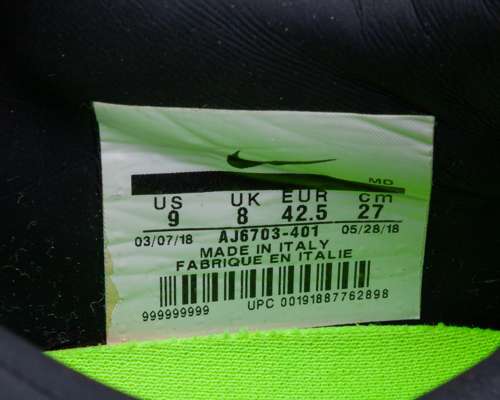 MO
US UK EUR Cm
9 8 42.5 27
03/07/18 AJ6703-401 05/28/18
MADE IN ITALY
FABRIQUE EN ITALIE
999999999 UPC 00191887762898